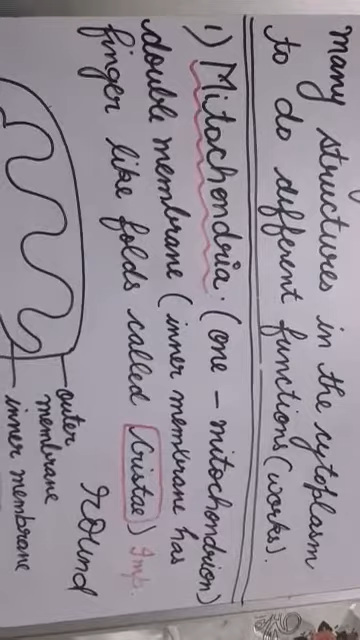 many structures in the cytoplasm
to do different functions (works).
1) Mitochondria. (one - mitochondrion)
double membrane (inner membrane has
finger like folds called Cristae) Imp.
round
outer
membrane
inner membrane